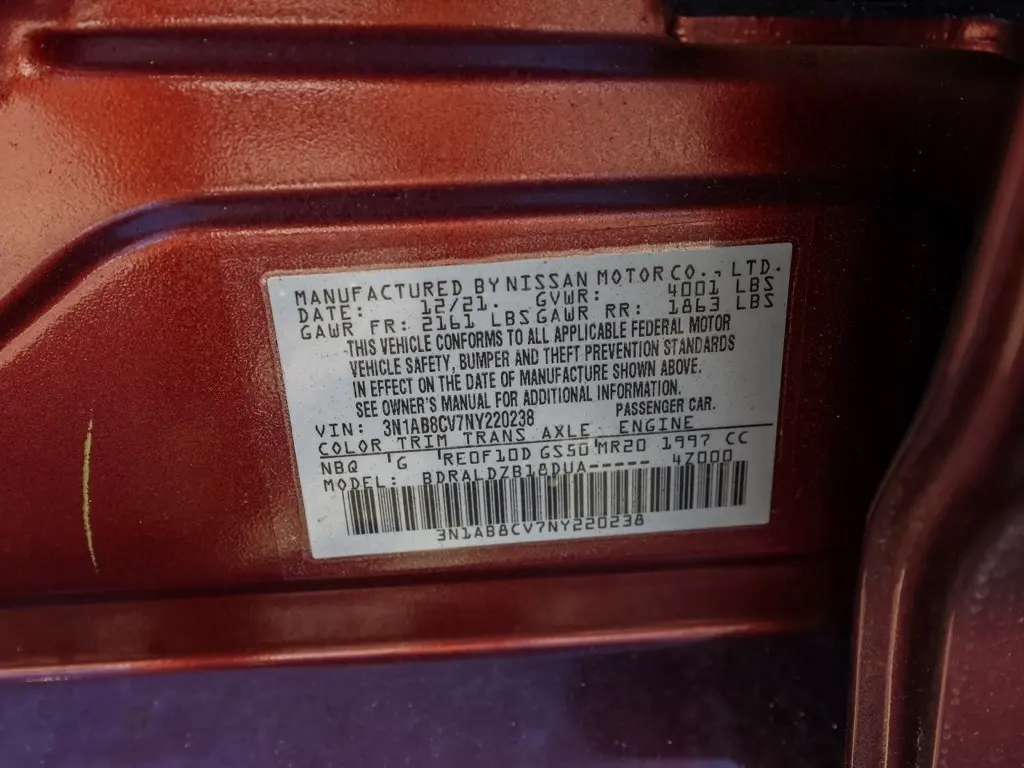 MANUFACTURED BY NISSAN MOTOR CO., LTD.
DATE: 12/21. GVWR: 4001 LBS
GAWR FR: 2161 LBS GAWR RR: 1863 LBS
THIS VEHICLE CONFORMS TO ALL APPLICABLE FEDERAL MOTOR
VEHICLE SAFETY, BUMPER AND THEFT PREVENTION STANDARDS
IN EFFECT ON THE DATE OF MANUFACTURE SHOWN ABOVE.
SEE OWNER'S MANUAL FOR ADDITIONAL INFORMATION.
VIN: 3N1AB8CV7NY220238 PASSENGER CAR.
COLOR TRIM TRANS AXLE ENGINE
NBQ 'G 'RE0F10D GS50'MR20 1997 CC
MODEL: BDRALDZB18DUA----- 47000
3N1AB8CV7NY220238